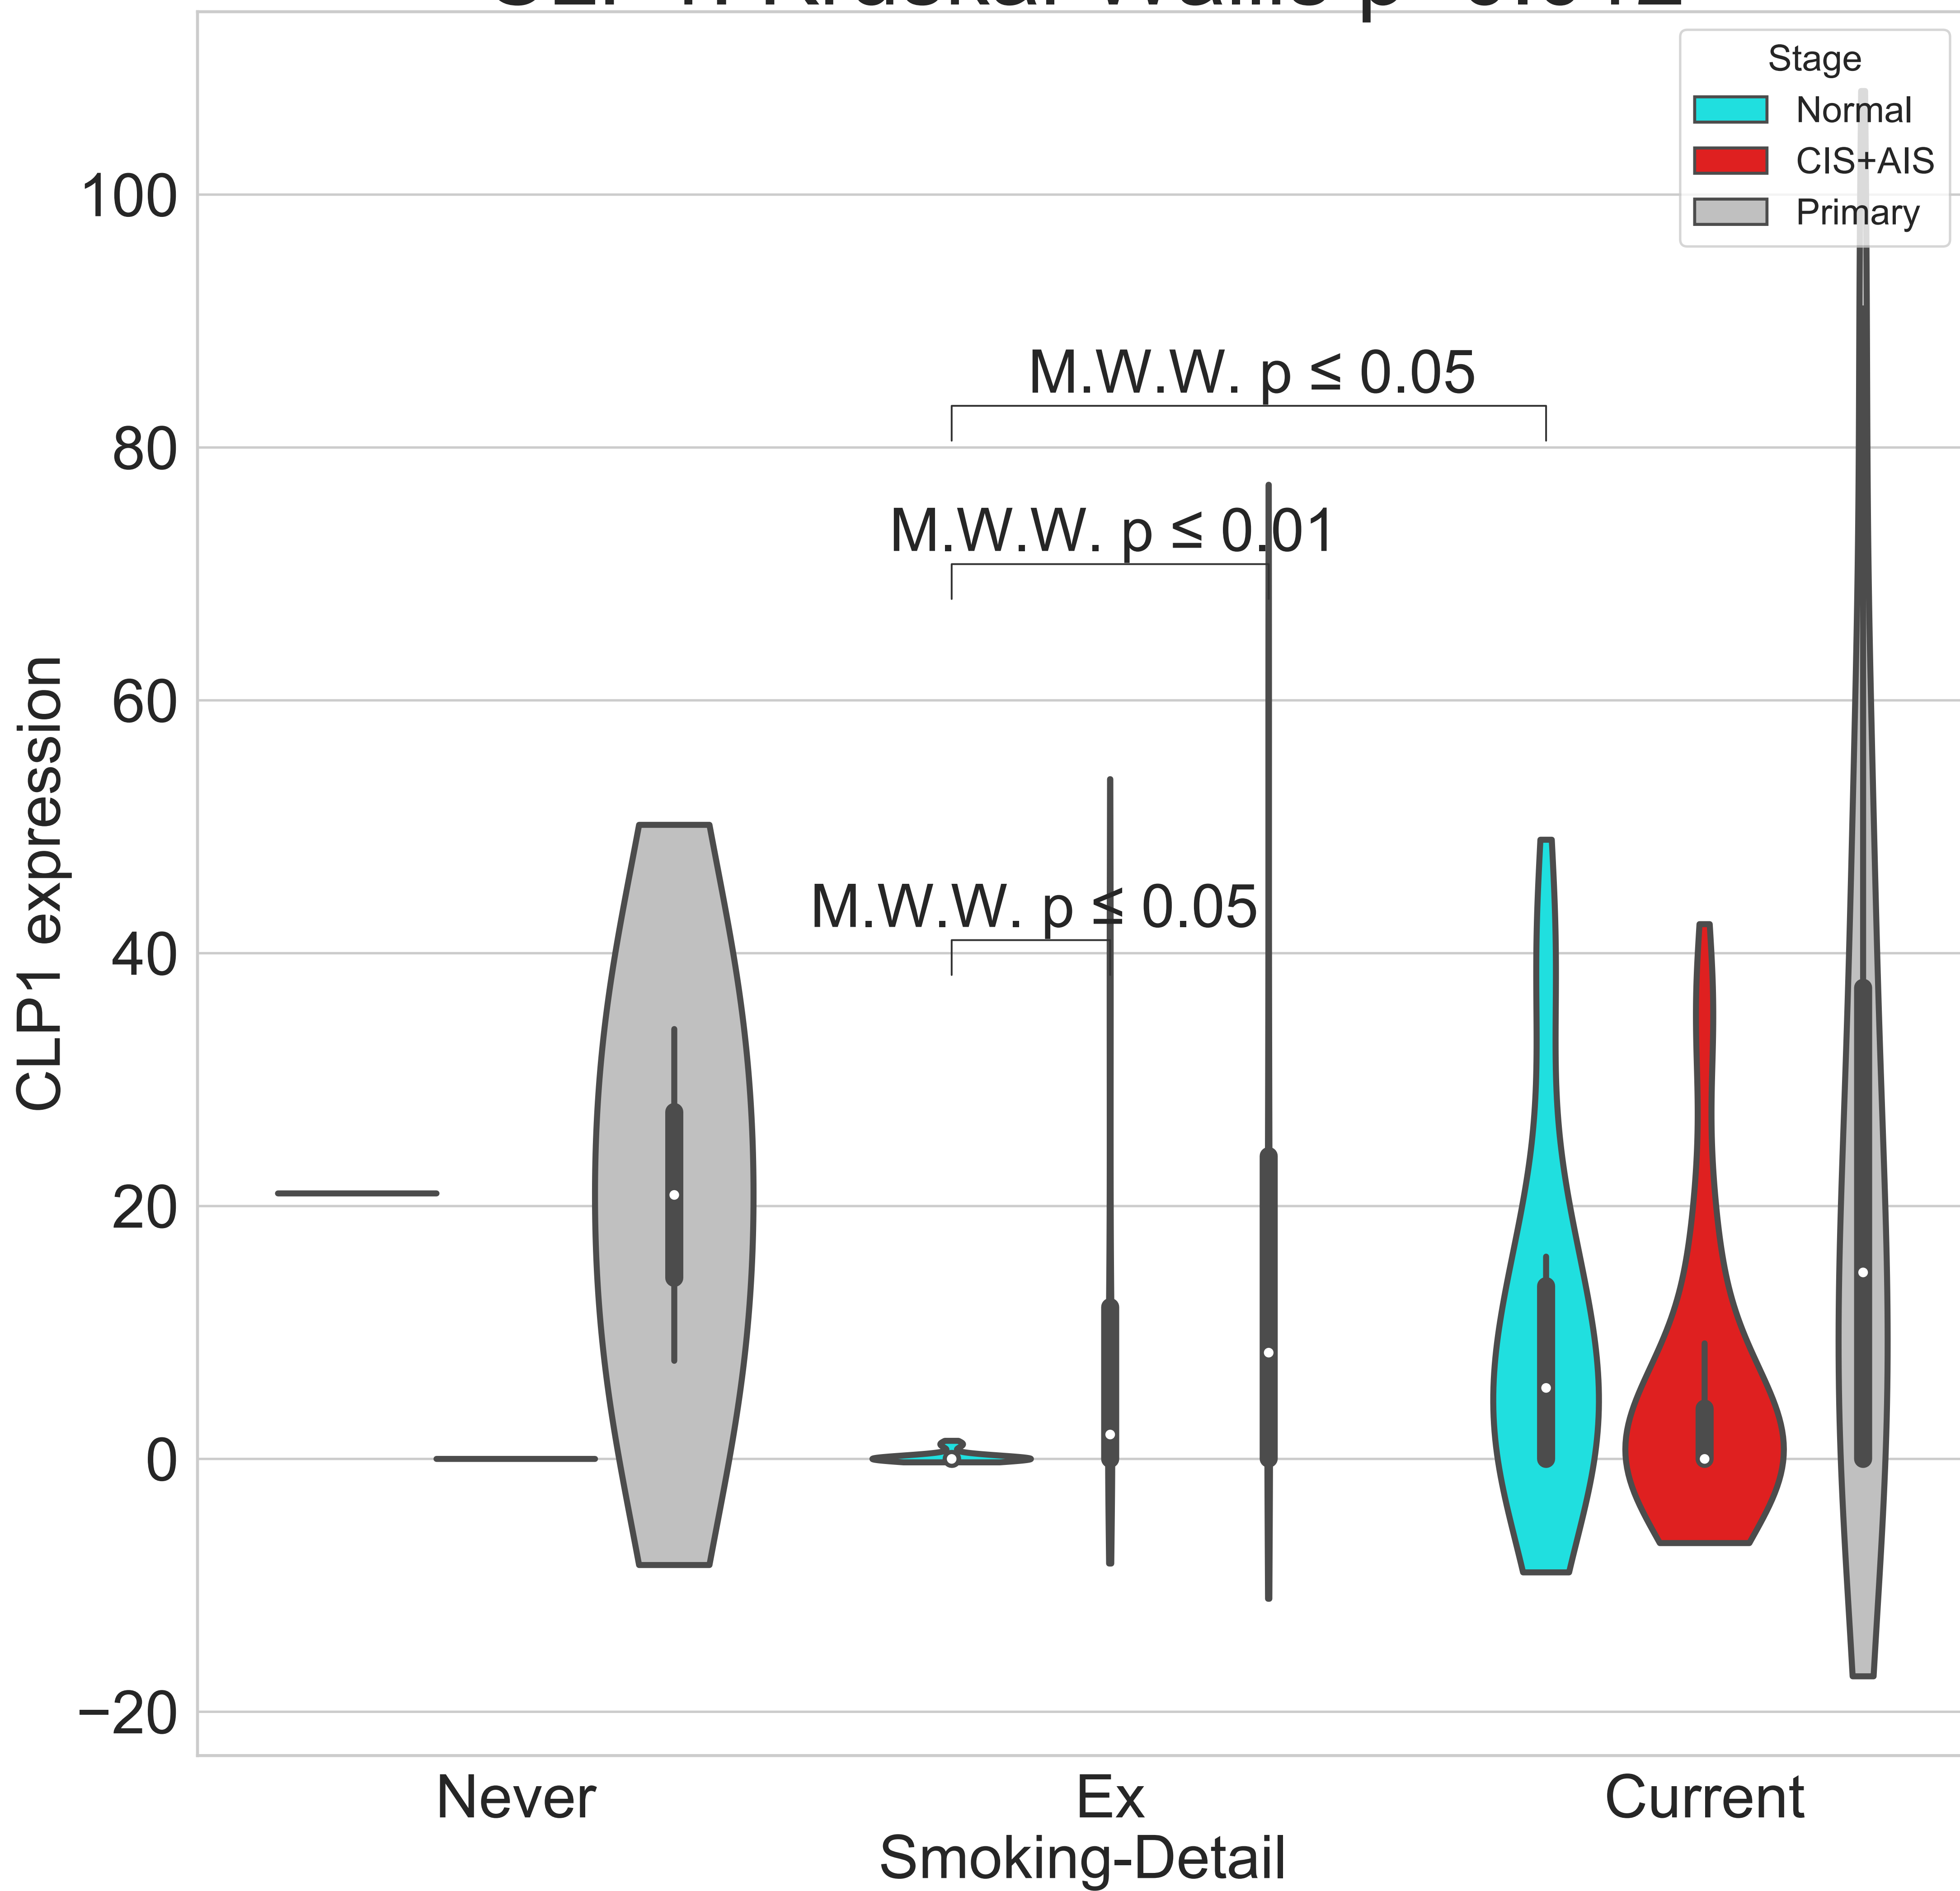 Stage
Normal
CIS+AIS
Primary
100
80
60
40
20
0
−20
CLP1 expression
M.W.W. p ≤ 0.05
M.W.W. p ≤ 0.01
M.W.W. p ≤ 0.05
Never
Ex
Current
Smoking-Detail